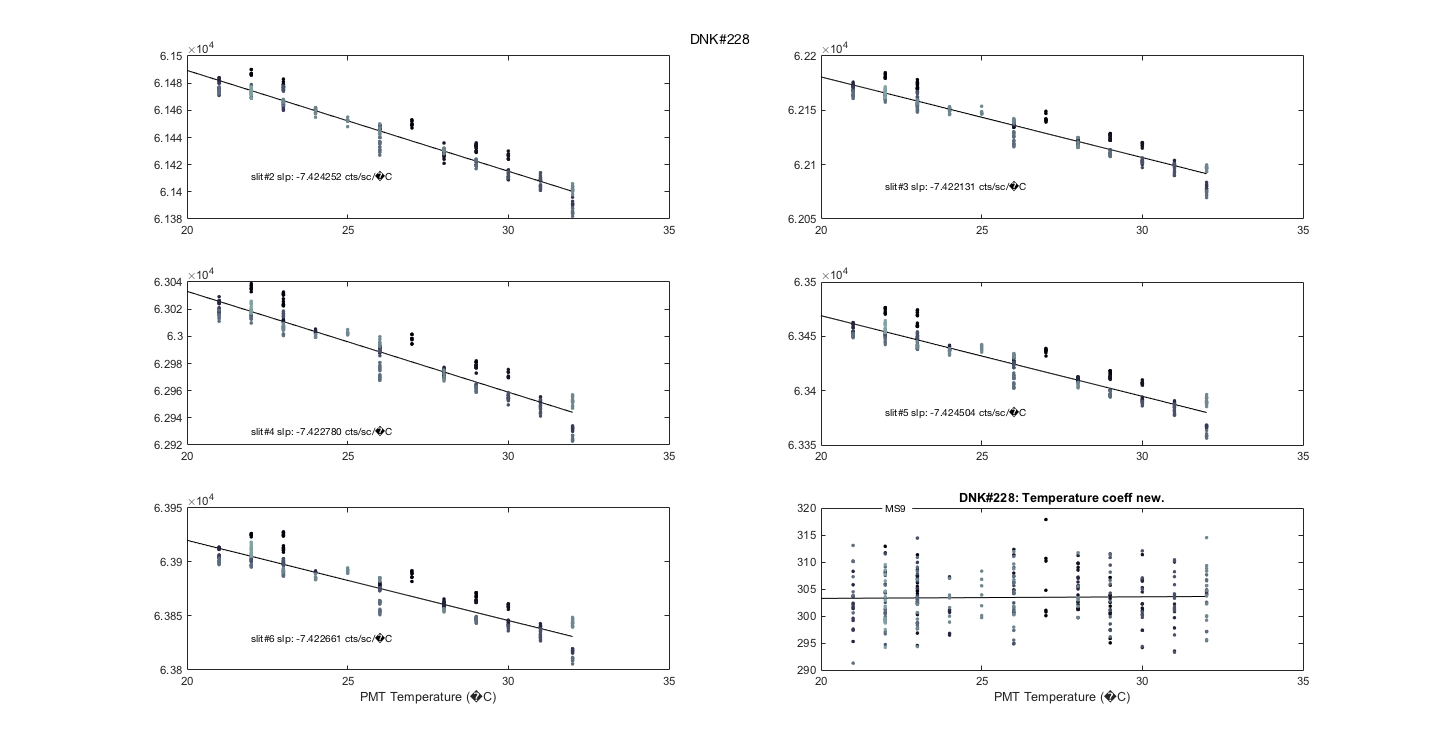 DNK#228
×10⁴
6.15
6.148
6.146
6.144
6.142
6.14
6.138
slit#2 slp: -7.424252 cts/sc/�C
20 25 30 35
×10⁴
6.22
6.215
6.21
6.205
slit#3 slp: -7.422131 cts/sc/�C
20 25 30 35
×10⁴
6.304
6.302
6.3
6.298
6.296
6.294
6.292
slit#4 slp: -7.422780 cts/sc/�C
20 25 30 35
×10⁴
6.35
6.345
6.34
6.335
slit#5 slp: -7.424504 cts/sc/�C
20 25 30 35
×10⁴
6.395
6.39
6.385
6.38
slit#6 slp: -7.422661 cts/sc/�C
20 25 30 35
PMT Temperature (�C)
DNK#228: Temperature coeff new.
MS9
320
315
310
305
300
295
290
20 25 30 35
PMT Temperature (�C)